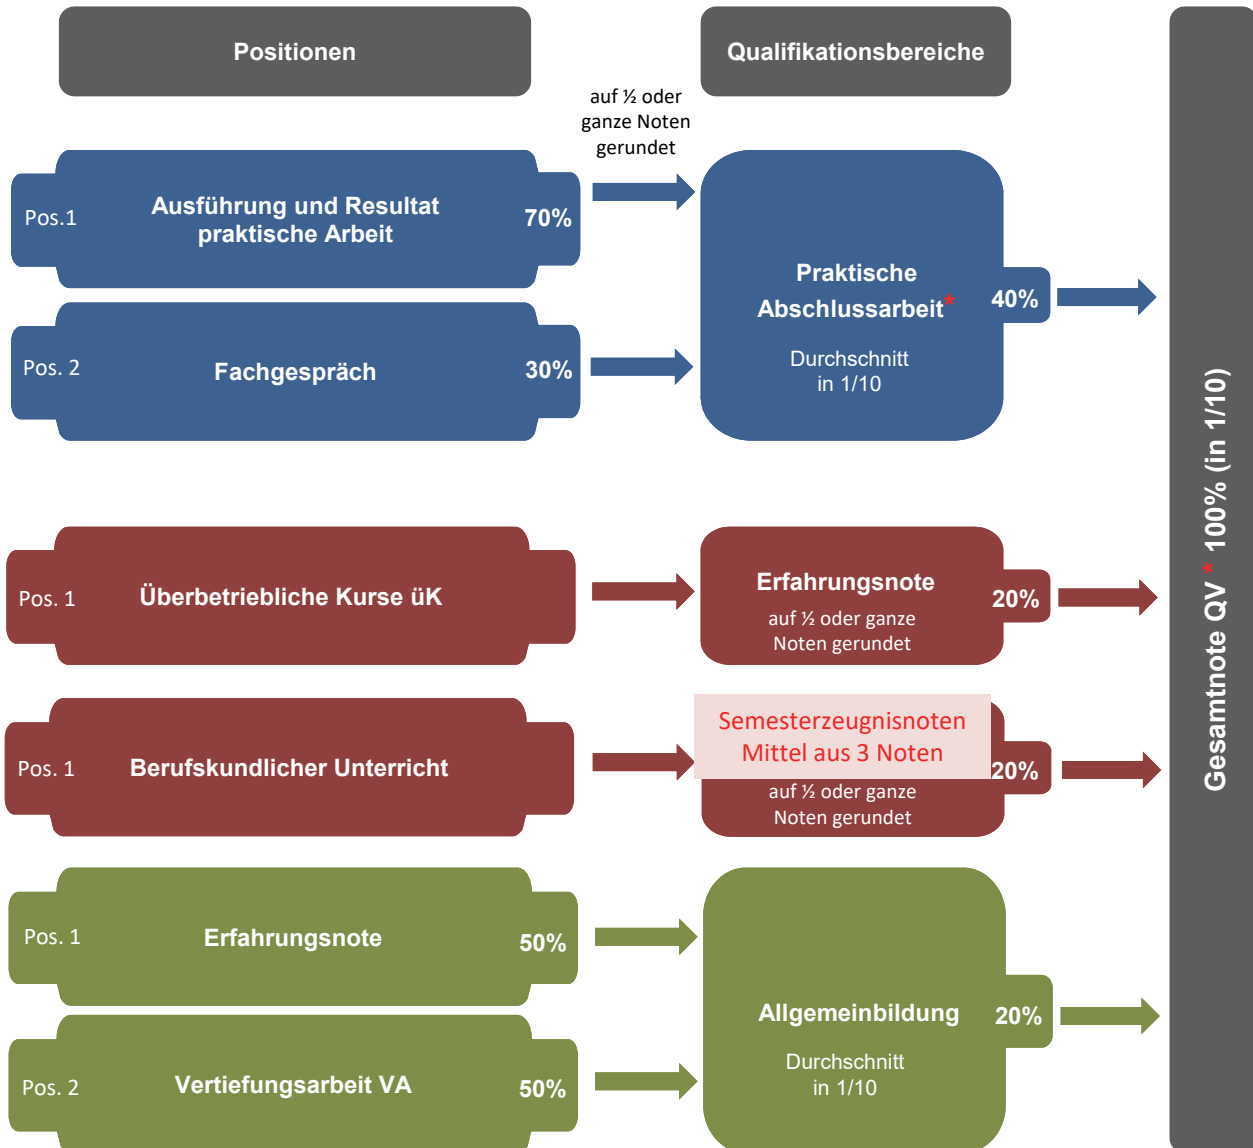 Positionen
Qualifikationsbereiche
auf ½ oder
ganze Noten
gerundet
Pos.1
Ausführung und Resultat
praktische Arbeit
70%
Pos. 2
Fachgespräch
30%
Praktische
Abschlussarbeit*
Durchschnitt
in 1/10
40%
Pos. 1
Überbetriebliche Kurse üK
Erfahrungsnote
auf ½ oder ganze
Noten gerundet
20%
Pos. 1
Berufskundlicher Unterricht
Semesterzeugnisnoten
Mittel aus 3 Noten
auf ½ oder ganze
Noten gerundet
20%
Pos. 1
Erfahrungsnote
50%
Pos. 2
Vertiefungsarbeit VA
50%
Allgemeinbildung
Durchschnitt
in 1/10
20%
Gesamtnote QV * 100% (in 1/10)